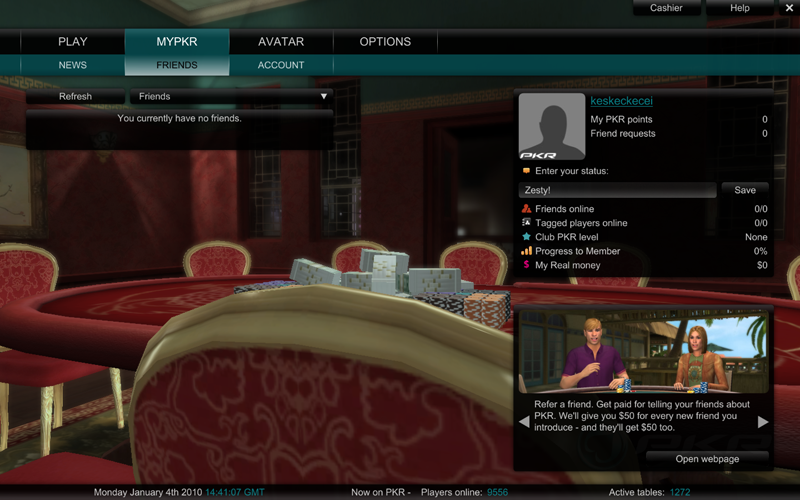 Cashier Help ×
PLAY MYPKR AVATAR OPTIONS
NEWS FRIENDS ACCOUNT
Refresh Friends ▼
You currently have no friends.
keskeckecei
My PKR points 0
Friend requests 0
PKR
Enter your status:
Zesty! Save
Friends online 0/0
Tagged players online 0/0
Club PKR level None
Progress to Member 0%
My Real money $0
Refer a friend. Get paid for telling your friends about
PKR. We'll give you $50 for every new friend you
introduce - and they'll get $50 too.
Open webpage
Monday January 4th 2010 14:41:07 GMT Now on PKR - Players online: 9556 Active tables: 1272